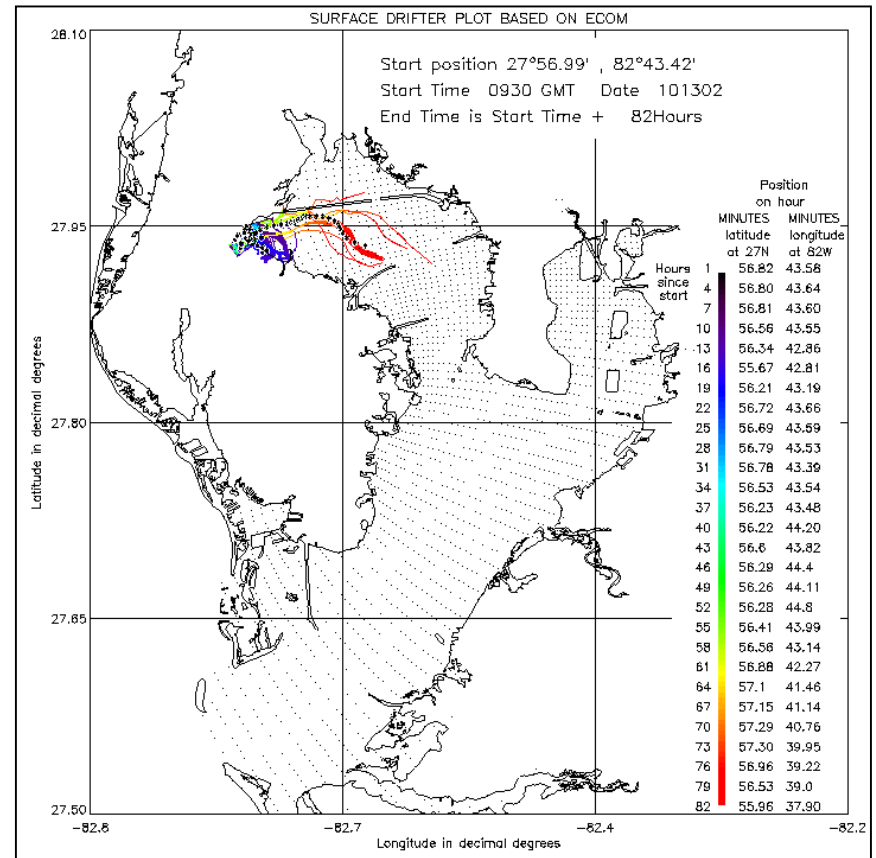 SURFACE DRIFTER PLOT BASED ON ECOM
28.10
Start position 27°56.99' , 82°43.42'
Start Time 0930 GMT Date 101302
End Time is Start Time + 82Hours
27.95
27.80
27.65
27.50
-82.8
-82.7
-82.4
-82.2
Latitude in decimal degrees
Longitude in decimal degrees
Position
on hour
MINUTES MINUTES
latitude longitude
at 27N at 82W
Hours
since
start
1 56.82 43.58
4 56.80 43.64
7 56.81 43.60
10 56.56 43.55
13 56.34 42.86
16 55.67 42.81
19 56.21 43.19
22 56.72 43.66
25 56.69 43.59
28 56.79 43.53
31 56.78 43.39
34 56.53 43.54
37 56.23 43.48
40 56.22 44.20
43 56.6 43.82
46 56.29 44.4
49 56.26 44.11
52 56.28 44.8
55 56.41 43.99
58 56.56 43.14
61 56.88 42.27
64 57.1 41.46
67 57.15 41.14
70 57.29 40.76
73 57.30 39.95
76 56.96 39.22
79 56.53 39.0
82 55.96 37.90